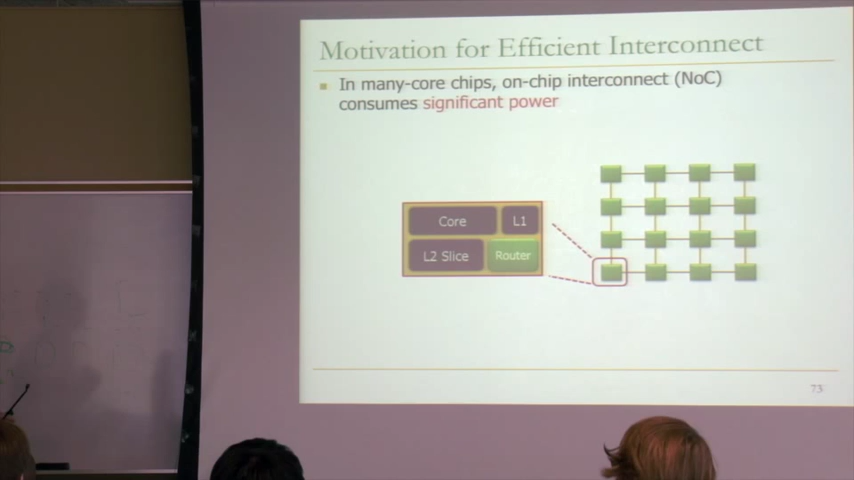 Motivation for Efficient Interconnect
In many-core chips, on-chip interconnect (NoC)
consumes significant power
Core
L1
L2 Slice
Router
73